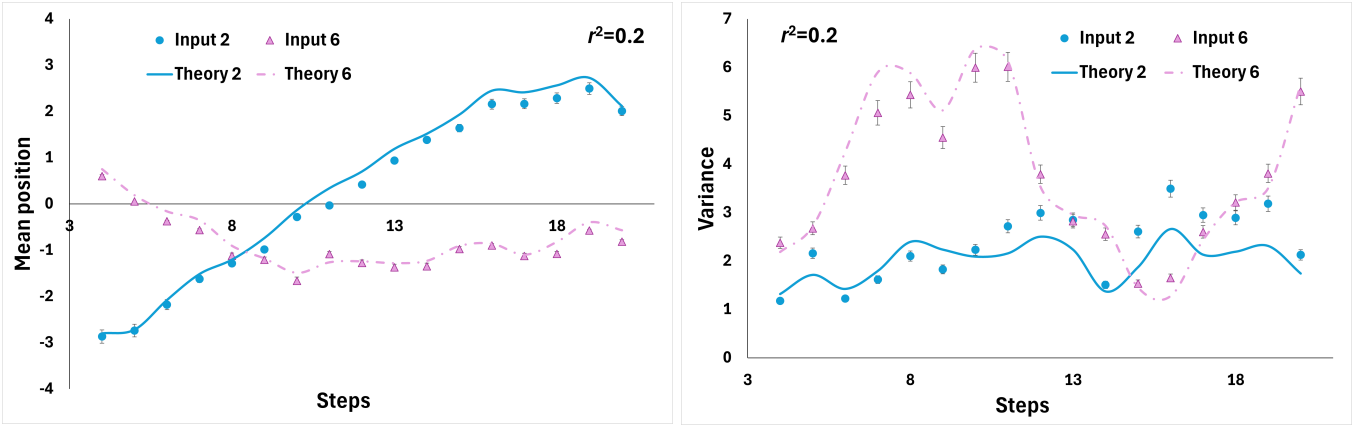 4
3
2
1
0
-1
-2
-3
-4
3
8
13
18
Mean position
Steps
Input 2
Input 6
Theory 2
Theory 6
r²=0.2
7
6
5
4
3
2
1
0
3
8
13
18
Variance
Steps
r²=0.2
Input 2
Input 6
Theory 2
Theory 6